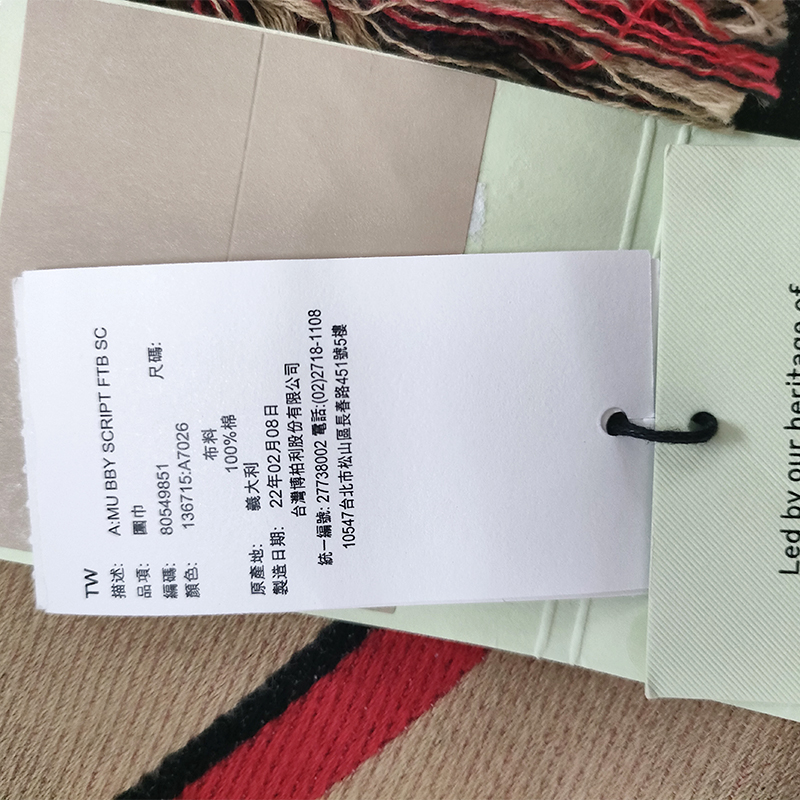 TW
描述: A:MU BBY SCRIPT FTB SC
品項: 圍巾 尺碼:
編碼: 80549851
顏色: 136715:A7026
布料
100%棉
原產地: 義大利
製造日期: 22年02月08日
台灣博柏利股份有限公司
統一編號: 27738002 電話:(02)2718-1108
10547台北市松山區長春路451號5樓
Led by our heritage of